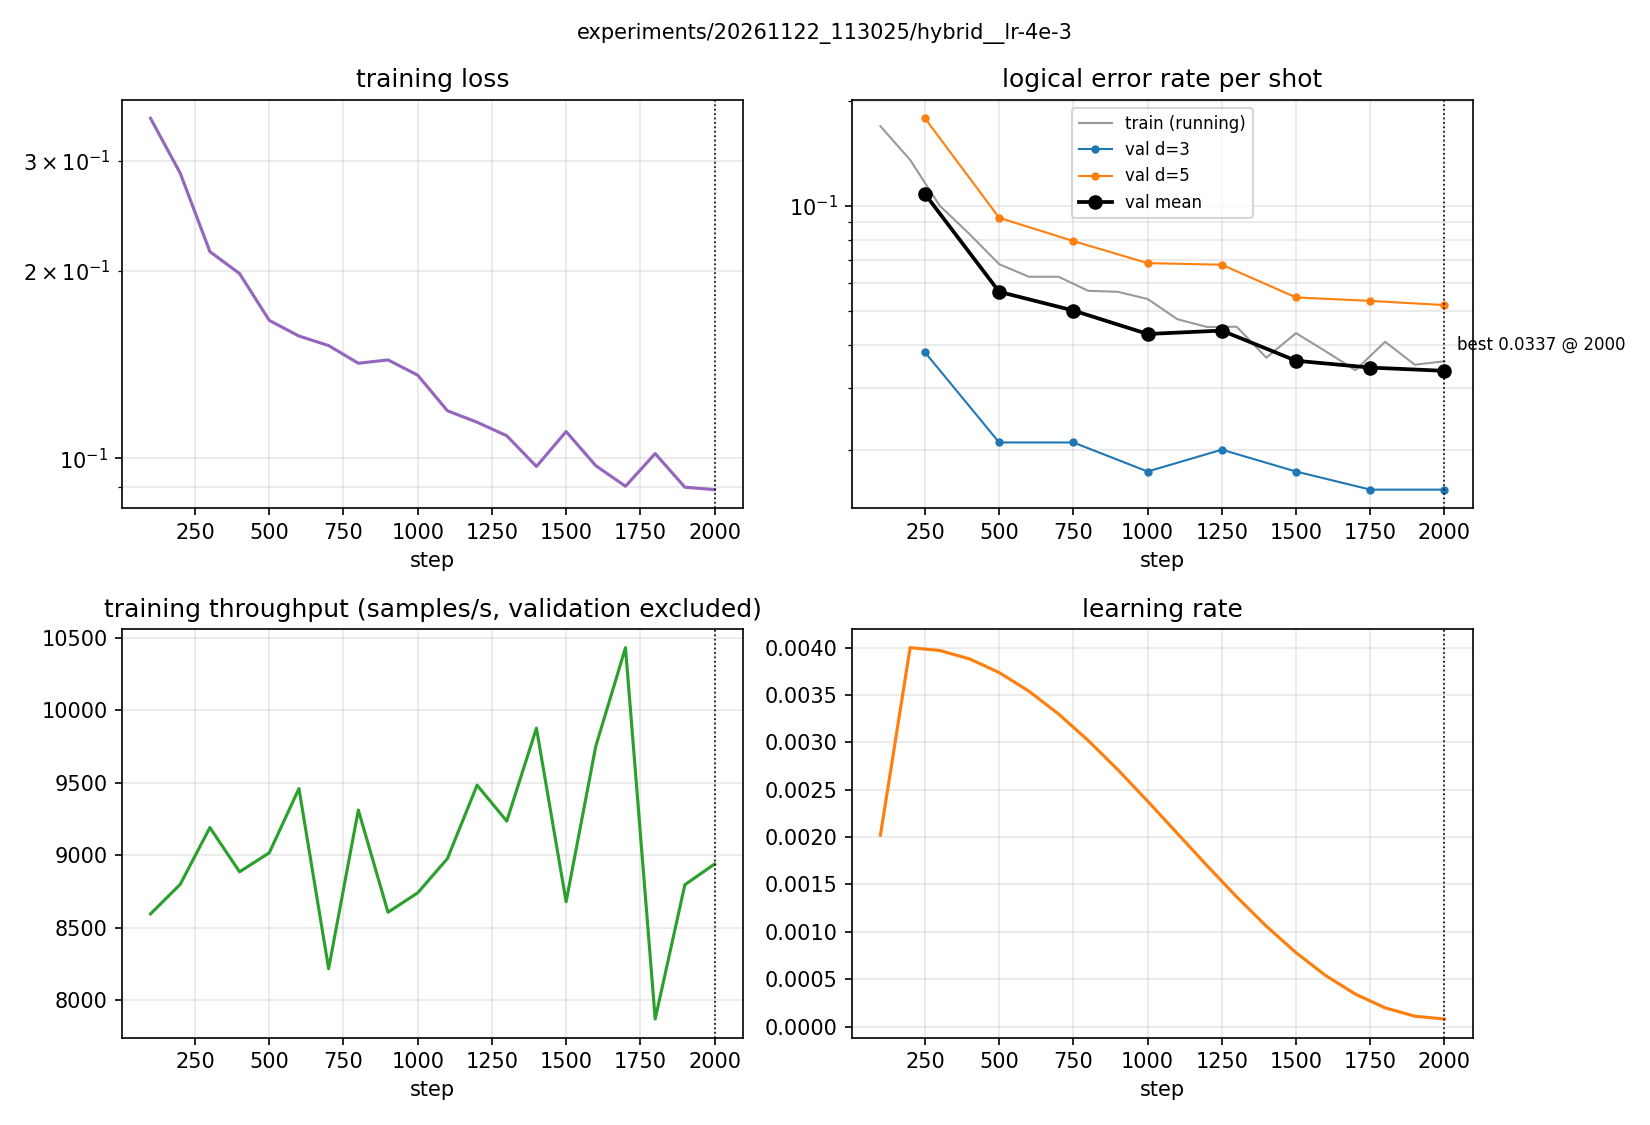 experiments/20261122_113025/hybrid__lr-4e-3
training loss
3 × 10⁻¹
2 × 10⁻¹
10⁻¹
250 500 750 1000 1250 1500 1750 2000
step
logical error rate per shot
train (running)
val d=3
val d=5
val mean
10⁻¹
best 0.0337 @ 2000
250 500 750 1000 1250 1500 1750 2000
step
training throughput (samples/s, validation excluded)
10500
10000
9500
9000
8500
8000
250 500 750 1000 1250 1500 1750 2000
step
learning rate
0.0040
0.0035
0.0030
0.0025
0.0020
0.0015
0.0010
0.0005
0.0000
250 500 750 1000 1250 1500 1750 2000
step